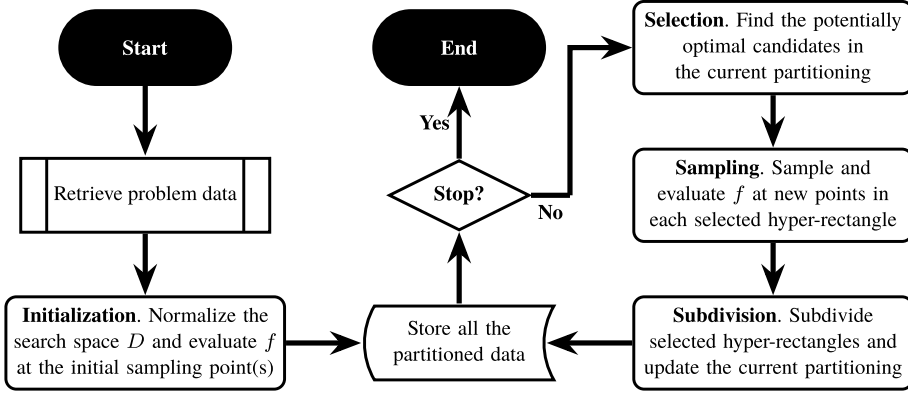 Start
Retrieve problem data
Initialization. Normalize the
search space D and evaluate f
at the initial sampling point(s)
Store all the
partitioned data
Stop?
Yes
No
End
Selection. Find the potentially
optimal candidates in
the current partitioning
Sampling. Sample and
evaluate f at new points in
each selected hyper-rectangle
Subdivision. Subdivide
selected hyper-rectangles and
update the current partitioning